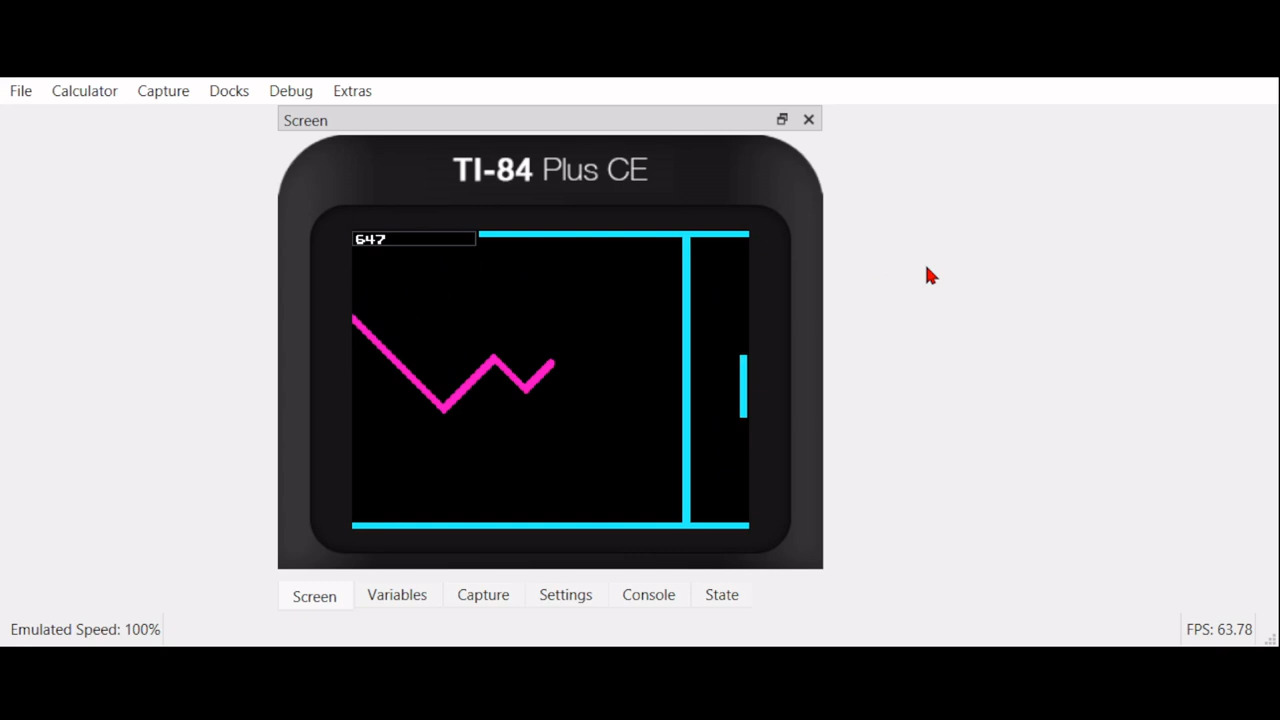 File Calculator Capture Docks Debug Extras
Screen
TI-84 Plus CE
647
Screen Variables Capture Settings Console State
Emulated Speed: 100% FPS: 63.78